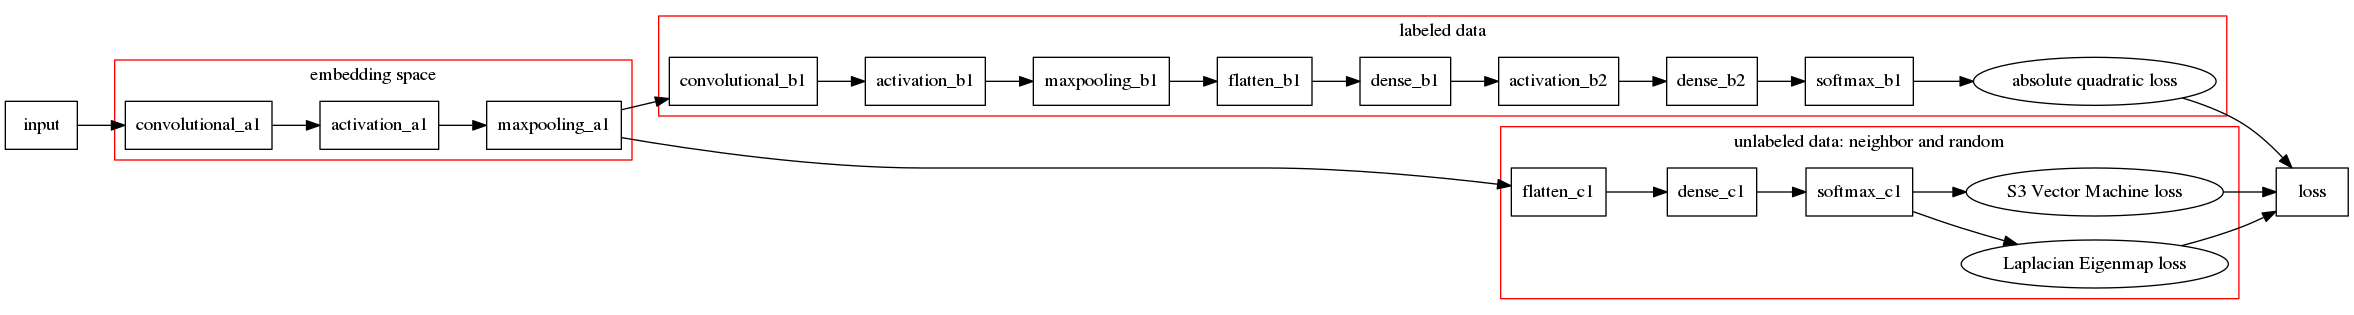 input
embedding space
convolutional_a1
activation_a1
maxpooling_a1
labeled data
convolutional_b1
activation_b1
maxpooling_b1
flatten_b1
dense_b1
activation_b2
dense_b2
softmax_b1
absolute quadratic loss
unlabeled data: neighbor and random
flatten_c1
dense_c1
softmax_c1
S3 Vector Machine loss
Laplacian Eigenmap loss
loss